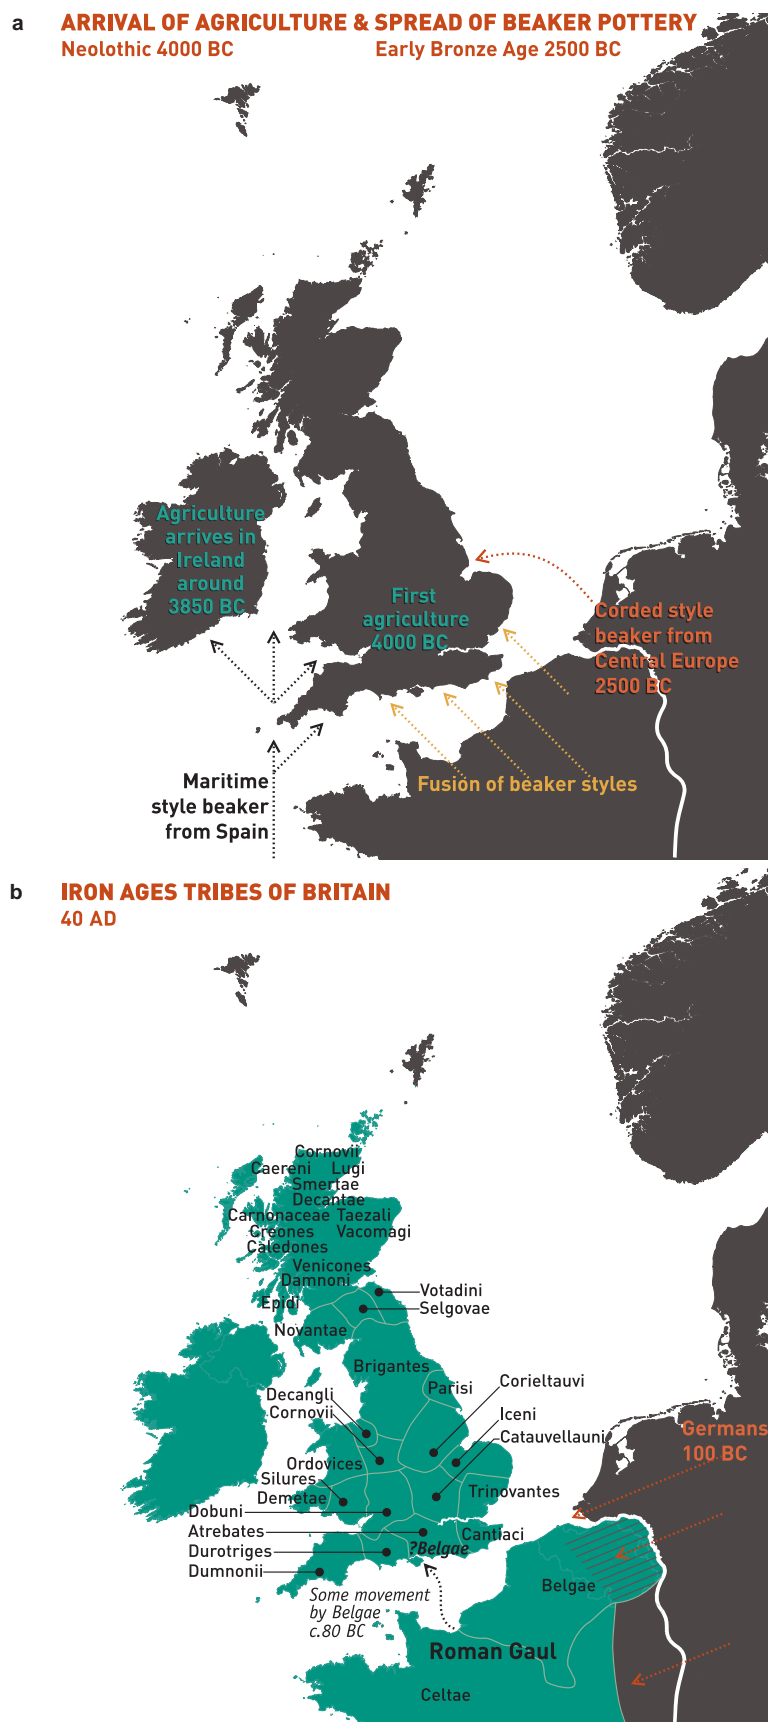 a
ARRIVAL OF AGRICULTURE & SPREAD OF BEAKER POTTERY
Neolothic 4000 BC
Early Bronze Age 2500 BC
Agriculture
arrives in
Ireland
around
3850 BC
First
agriculture
4000 BC
Corded style
beaker from
Central Europe
2500 BC
Maritime
style beaker
from Spain
Fusion of beaker styles
b
IRON AGES TRIBES OF BRITAIN
40 AD
Cornovii
Caereni
Lugi
Smertae
Decantae
Carnonaceae
Taezali
Creones
Vacomagi
Caledones
Venicones
Damnoni
Epidi
Votadini
Selgovae
Novantae
Brigantes
Parisi
Corieltauvi
Decangli
Cornovii
Iceni
Catauvellauni
Germans
100 BC
Ordovices
Silures
Demetae
Trinovantes
Dobuni
Atrebates
Cantiaci
Durotriges
?Belgae
Dumnonii
Belgae
Some movement
by Belgae
c.80 BC
Roman Gaul
Celtae